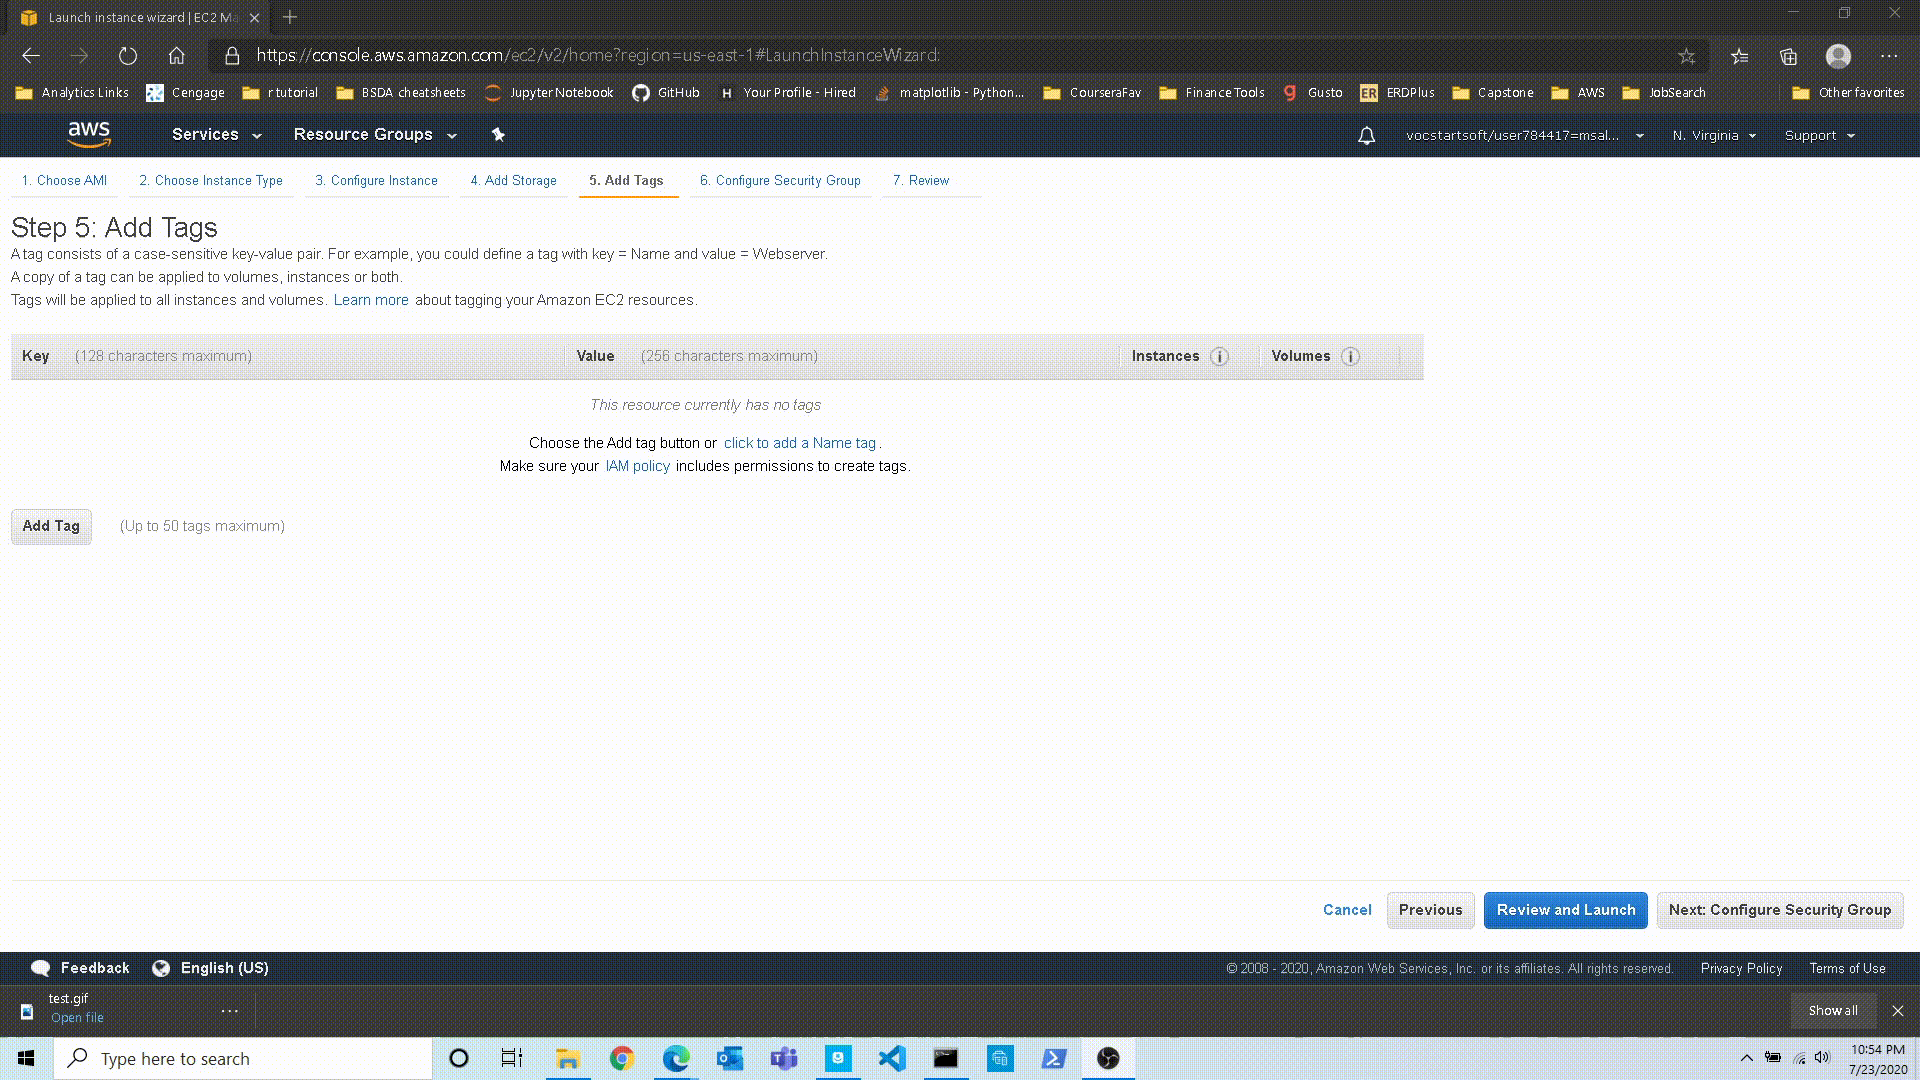 Launch instance wizard | EC2 Ma
https://console.aws.amazon.com/ec2/v2/home?region=us-east-1#LaunchInstanceWizard:
Analytics Links Cengage r tutorial BSDA cheatsheets Jupyter Notebook GitHub H Your Profile - Hired matplotlib - Python... CourseraFav Finance Tools g Gusto ER ERDPlus Capstone AWS JobSearch Other favorites
aws Services Resource Groups vocstartsoft/user784417=msal... N. Virginia Support
1. Choose AMI 2. Choose Instance Type 3. Configure Instance 4. Add Storage 5. Add Tags 6. Configure Security Group 7. Review
Step 5: Add Tags
A tag consists of a case-sensitive key-value pair. For example, you could define a tag with key = Name and value = Webserver.
A copy of a tag can be applied to volumes, instances or both.
Tags will be applied to all instances and volumes. Learn more about tagging your Amazon EC2 resources.
Key (128 characters maximum) Value (256 characters maximum) Instances i Volumes i
This resource currently has no tags
Choose the Add tag button or click to add a Name tag.
Make sure your IAM policy includes permissions to create tags.
Add Tag (Up to 50 tags maximum)
Cancel Previous Review and Launch Next: Configure Security Group
Feedback English (US) © 2008 - 2020, Amazon Web Services, Inc. or its affiliates. All rights reserved. Privacy Policy Terms of Use
test.gif
Open file
Show all
Type here to search
10:54 PM
7/23/2020